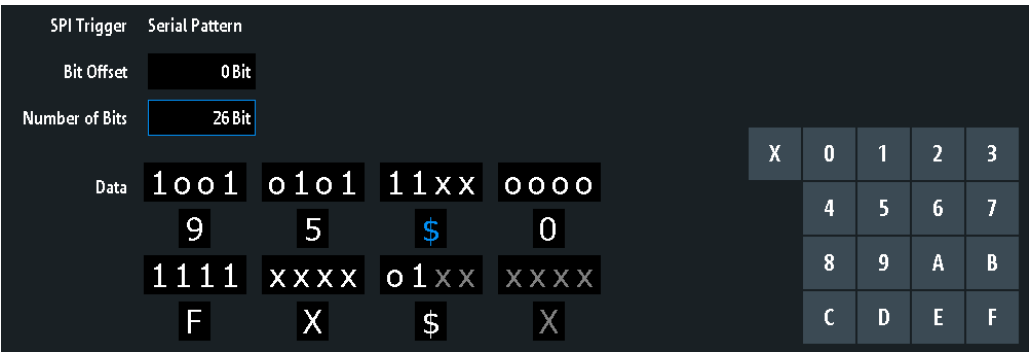 SPI Trigger Serial Pattern
Bit Offset 0 Bit
Number of Bits 26 Bit
Data 1oo1 o1o1 11xx oooo
9 5 $ 0
1111 xxxx o1xx xxxx
F X $ X
X 0 1 2 3
4 5 6 7
8 9 A B
C D E F